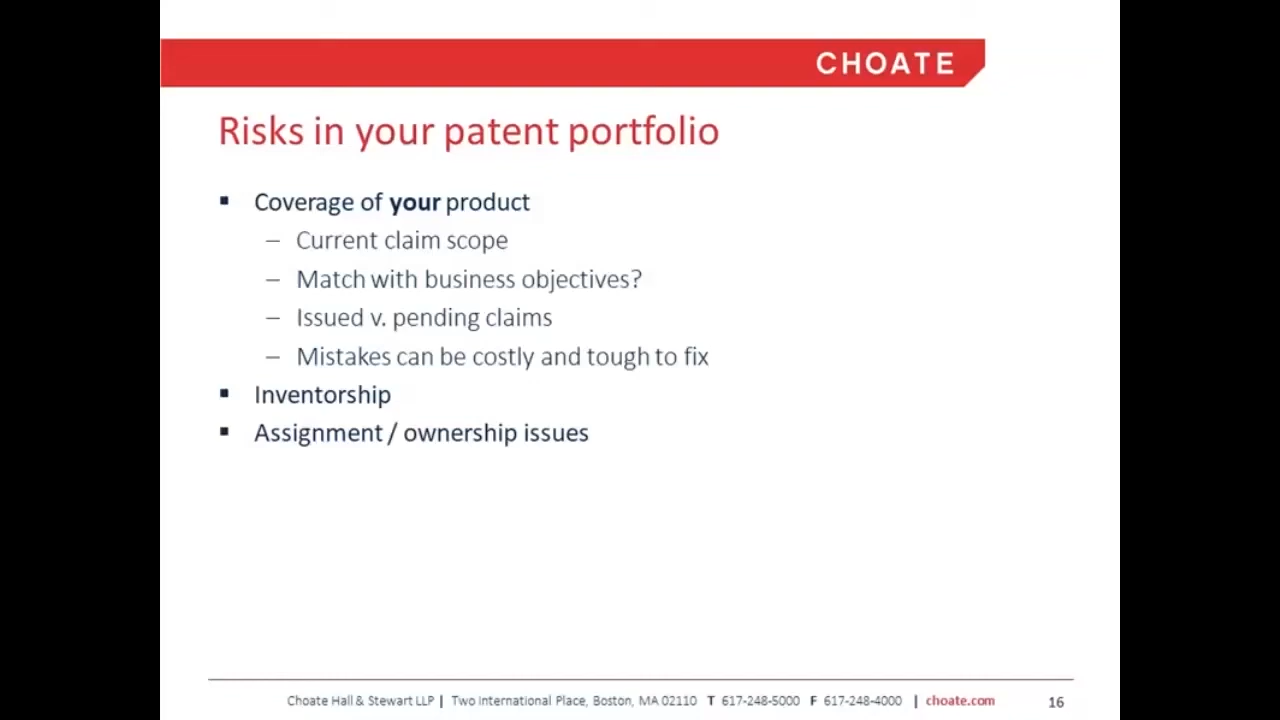 CHOATE
Risks in your patent portfolio
▪ Coverage of your product
– Current claim scope
– Match with business objectives?
– Issued v. pending claims
– Mistakes can be costly and tough to fix
▪ Inventorship
▪ Assignment / ownership issues
Choate Hall & Stewart LLP | Two International Place, Boston, MA 02110 T 617-248-5000 F 617-248-4000 | choate.com 16